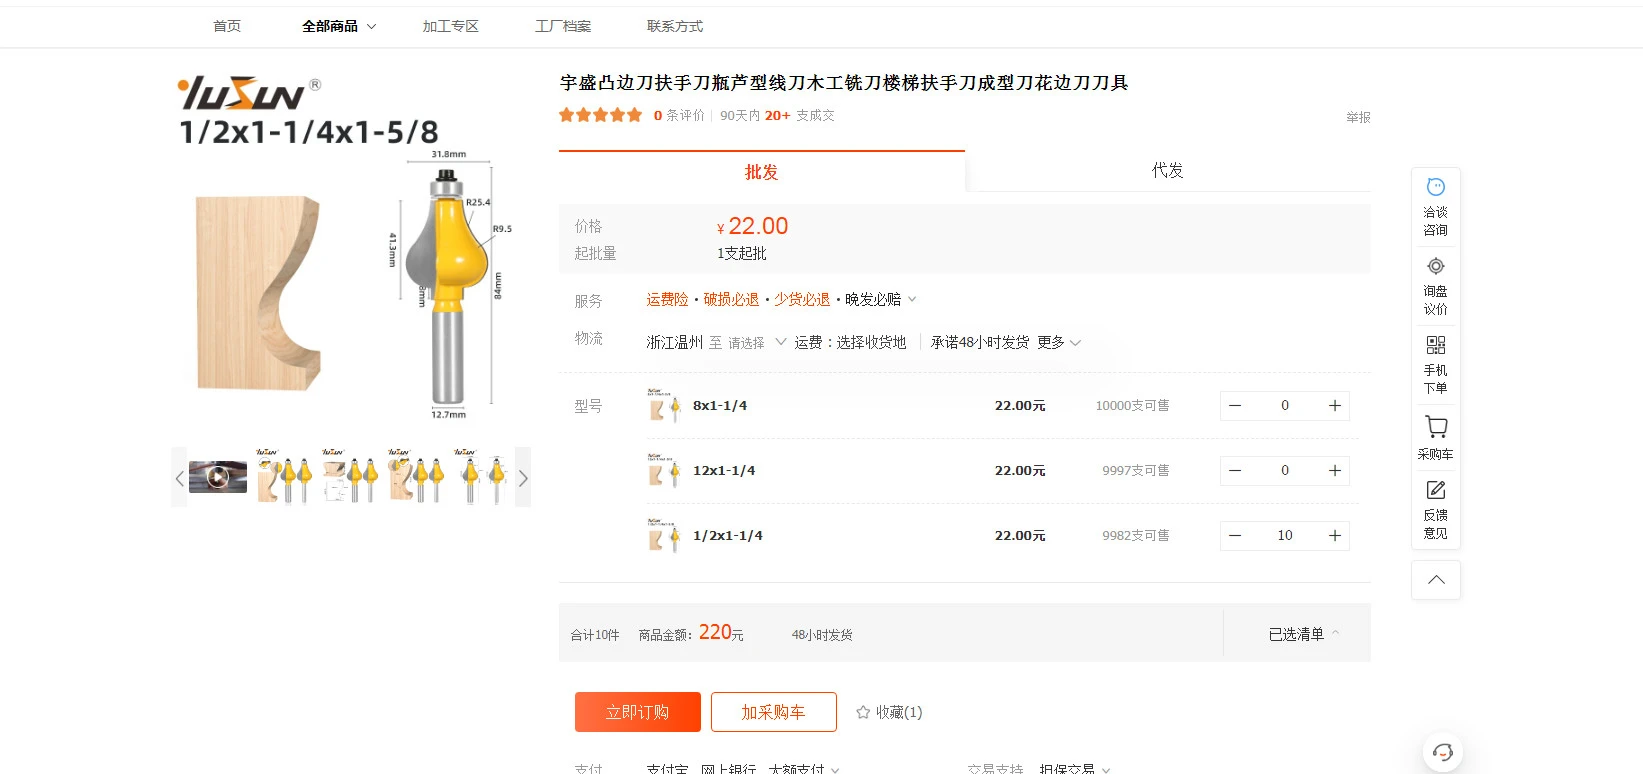 首页 全部商品 加工专区 工厂档案 联系方式
YUSUN®
1/2x1-1/4x1-5/8
31.8mm
R25.4
R9.5
41.3mm
8mm
84mm
12.7mm
宇盛凸边刀扶手刀瓶芦型线刀木工铣刀楼梯扶手刀成型刀花边刀刀具
0 条评价 90天内 20+ 支成交
举报
批发 代发
价格 ¥22.00
起批量 1支起批
服务 运费险 · 破损必退 · 少货必退 · 晚发必赔
物流 浙江温州 至 请选择 运费：选择收货地 承诺48小时发货 更多
型号 8x1-1/4 22.00元 10000支可售 — 0 +
12x1-1/4 22.00元 9997支可售 — 0 +
1/2x1-1/4 22.00元 9982支可售 — 10 +
合计10件 商品金额: 220元 48小时发货 已选清单
立即订购 加采购车 收藏(1)
支付 支付宝 网上银行 大额支付 交易支持 担保交易
洽谈
咨询
询盘
议价
手机
下单
采购车
反馈
意见